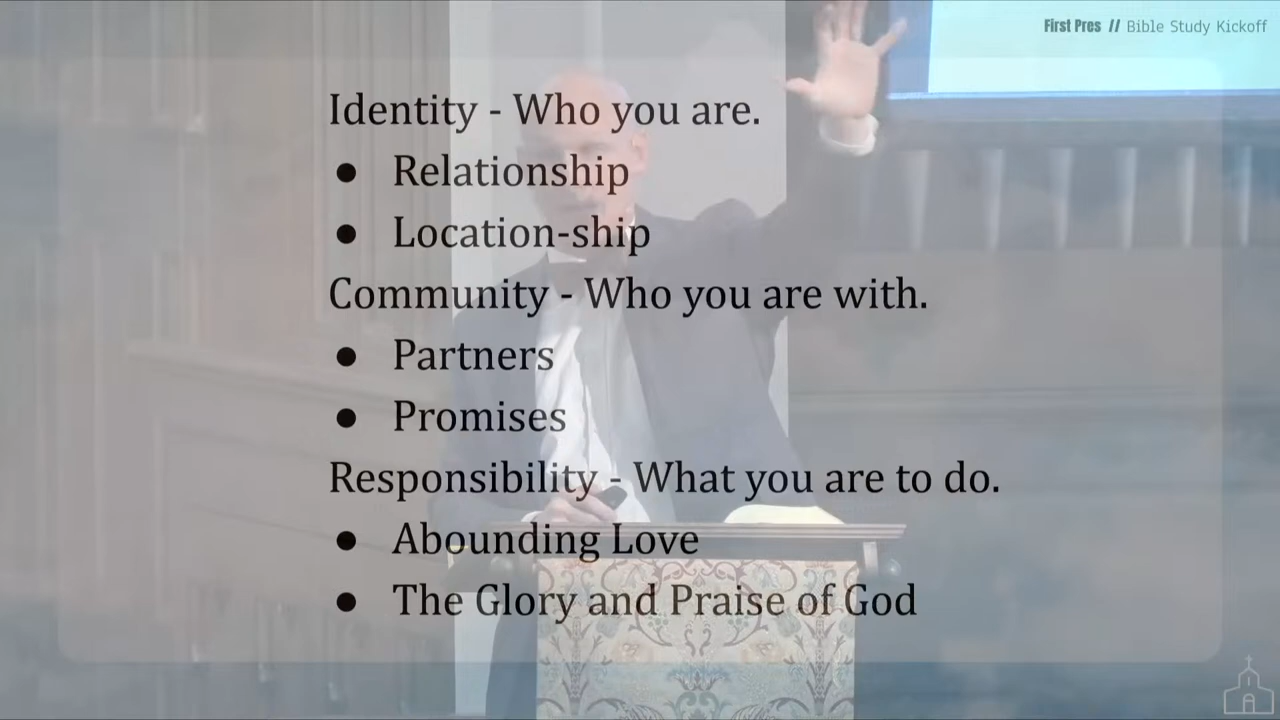 First Pres // Bible Study Kickoff
Identity - Who you are.
● Relationship
● Location-ship
Community - Who you are with.
● Partners
● Promises
Responsibility - What you are to do.
● Abounding Love
● The Glory and Praise of God